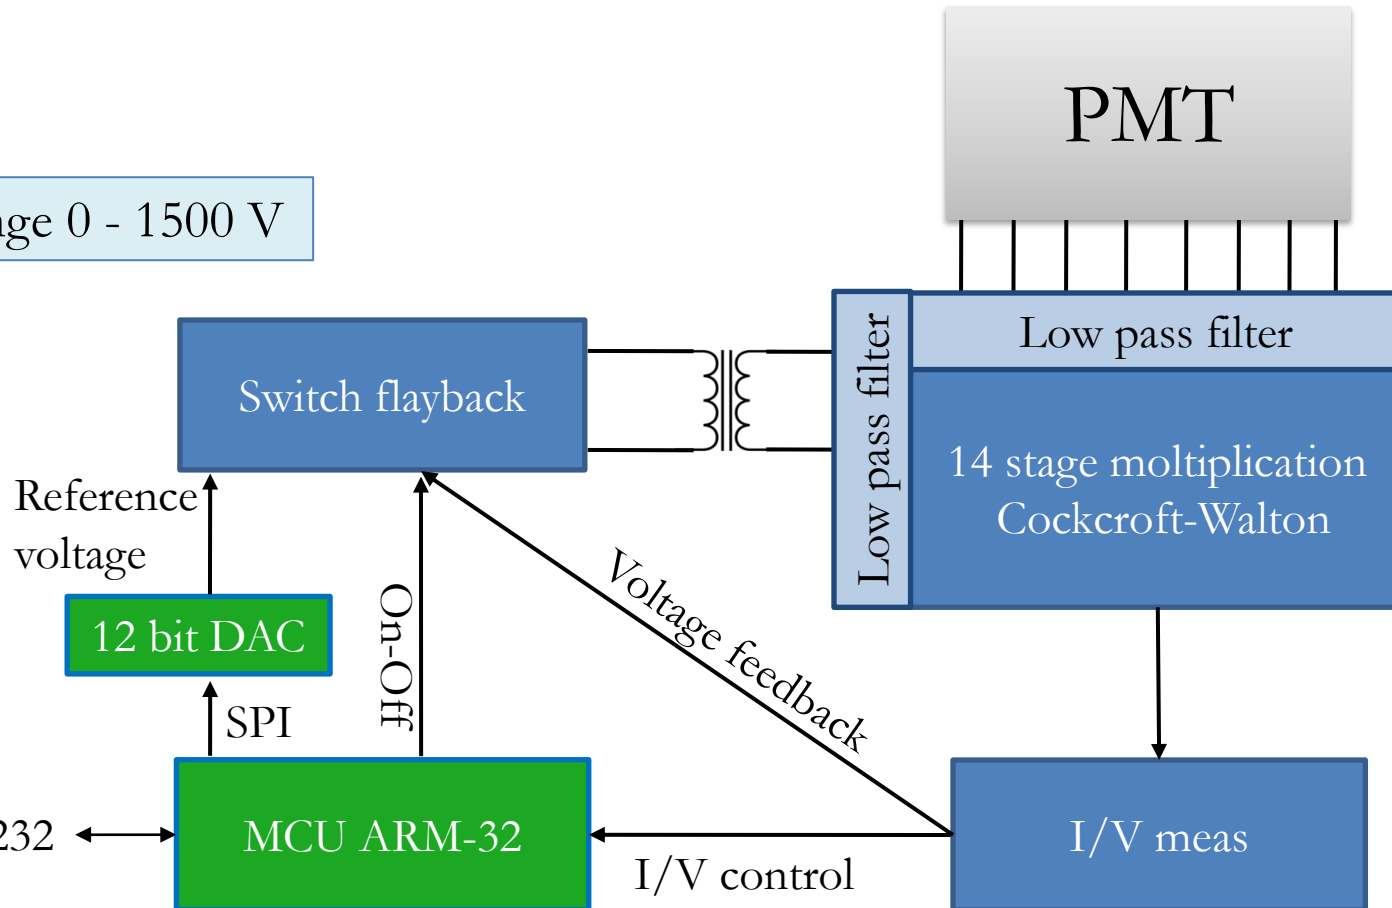 PMT
nge 0 - 1500 V
Low pass filter
Low pass filter
Switch flayback
14 stage moltiplication
Cockcroft-Walton
Reference
voltage
On-Off
Voltage feedback
12 bit DAC
SPI
232
MCU ARM-32
I/V control
I/V meas